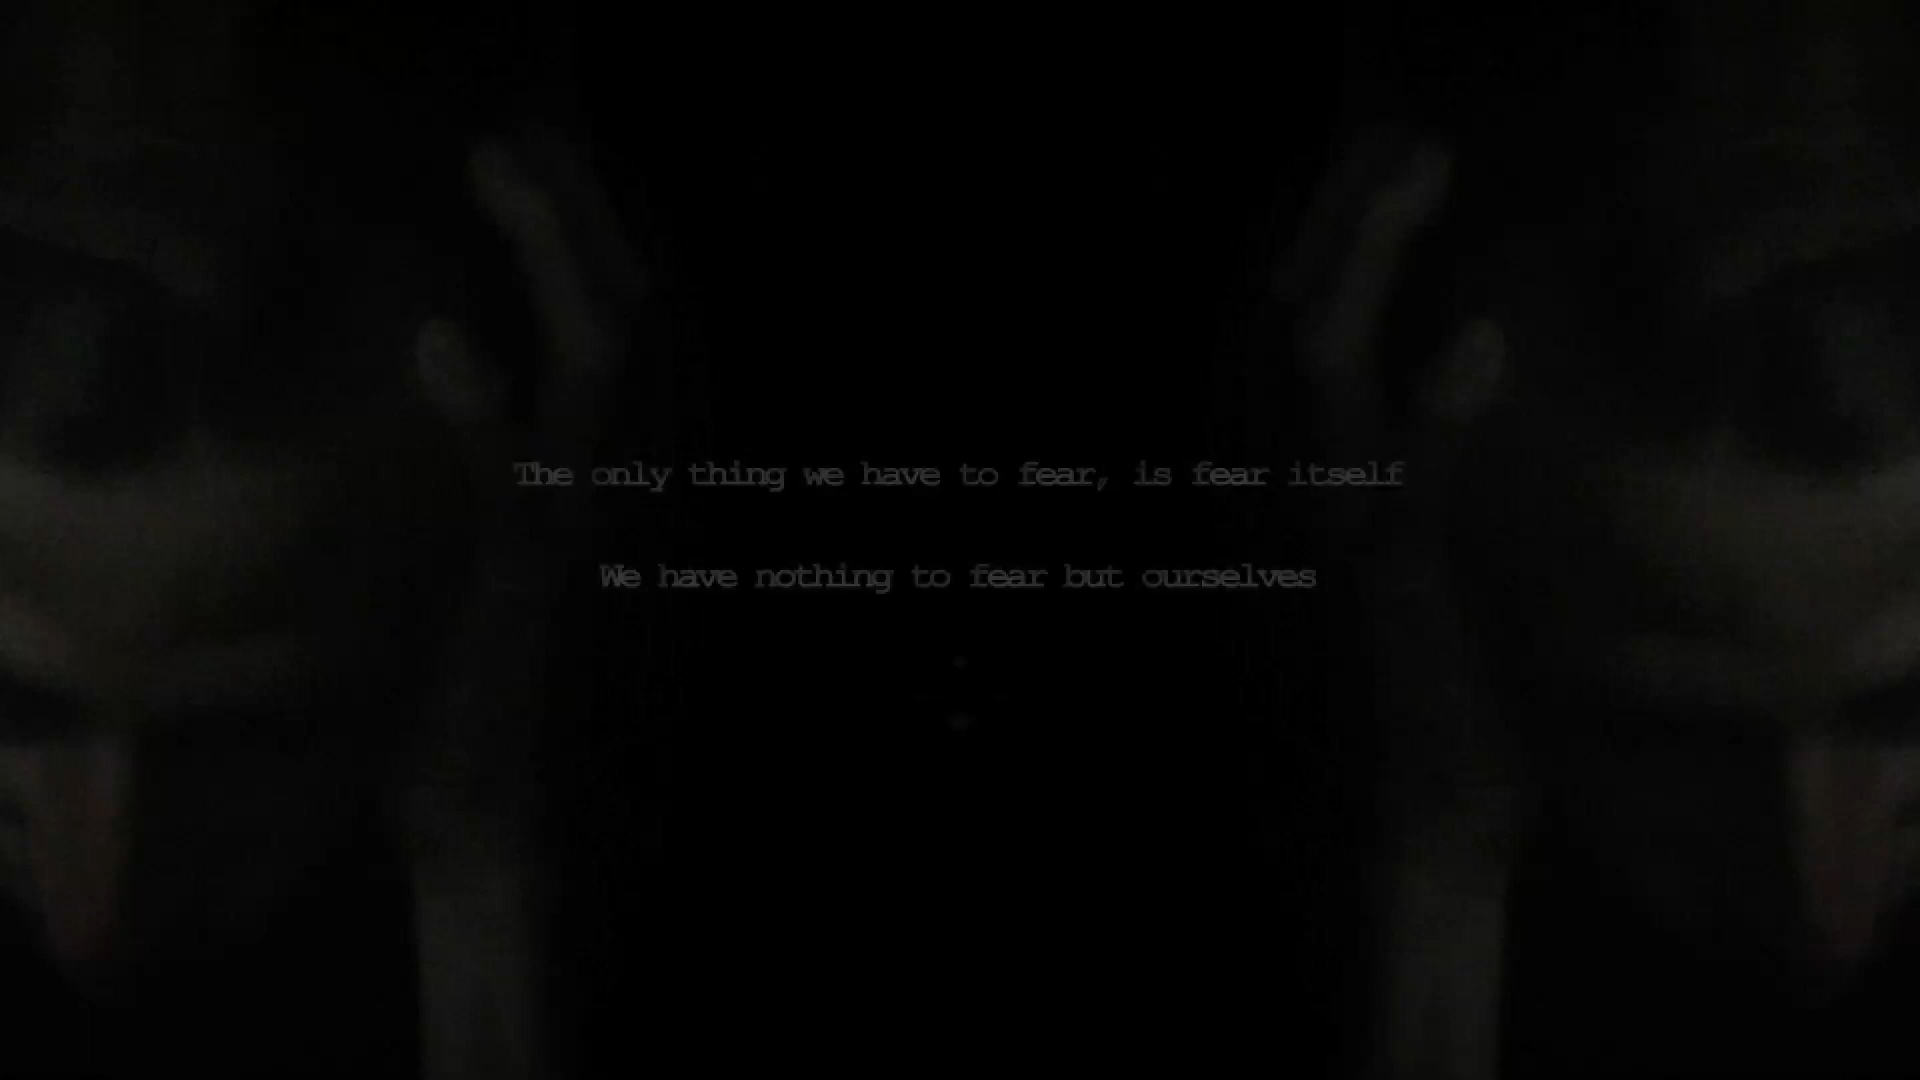 The only thing we have to fear, is fear itself
We have nothing to fear but ourselves